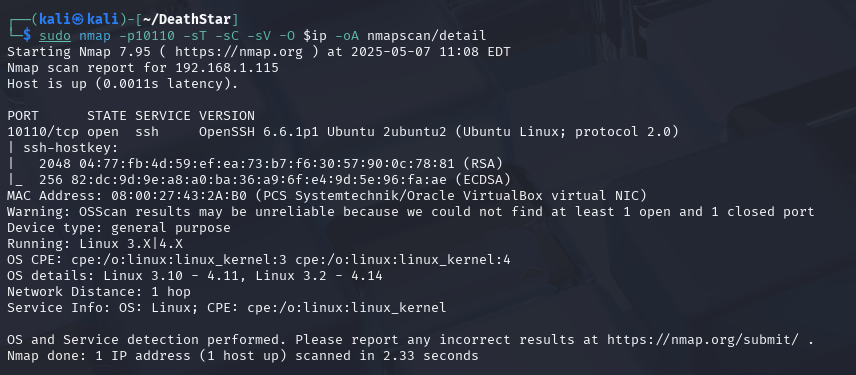 ┌──(kali㉿kali)-[~/DeathStar]
└─$ sudo nmap -p10110 -sT -sC -sV -O $ip -oA nmapscan/detail
Starting Nmap 7.95 ( https://nmap.org ) at 2025-05-07 11:08 EDT
Nmap scan report for 192.168.1.115
Host is up (0.0011s latency).

PORT      STATE SERVICE VERSION
10110/tcp open  ssh     OpenSSH 6.6.1p1 Ubuntu 2ubuntu2 (Ubuntu Linux; protocol 2.0)
| ssh-hostkey:
|   2048 04:77:fb:4d:59:ef:ea:73:b7:f6:30:57:90:0c:78:81 (RSA)
|_  256 82:dc:9d:9e:a8:a0:ba:36:a9:6f:e4:9d:5e:96:fa:ae (ECDSA)
MAC Address: 08:00:27:43:2A:B0 (PCS Systemtechnik/Oracle VirtualBox virtual NIC)
Warning: OSScan results may be unreliable because we could not find at least 1 open and 1 closed port
Device type: general purpose
Running: Linux 3.X|4.X
OS CPE: cpe:/o:linux:linux_kernel:3 cpe:/o:linux:linux_kernel:4
OS details: Linux 3.10 - 4.11, Linux 3.2 - 4.14
Network Distance: 1 hop
Service Info: OS: Linux; CPE: cpe:/o:linux:linux_kernel

OS and Service detection performed. Please report any incorrect results at https://nmap.org/submit/ .
Nmap done: 1 IP address (1 host up) scanned in 2.33 seconds